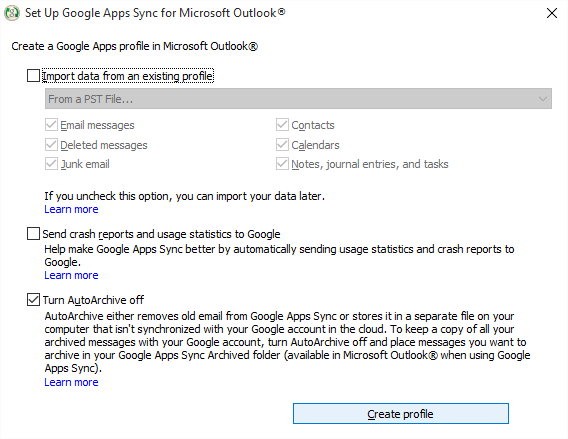 Set Up Google Apps Sync for Microsoft Outlook®
Create a Google Apps profile in Microsoft Outlook®
Import data from an existing profile
From a PST File...
Email messages
Contacts
Deleted messages
Calendars
Junk email
Notes, journal entries, and tasks
If you uncheck this option, you can import your data later.
Learn more
Send crash reports and usage statistics to Google
Help make Google Apps Sync better by automatically sending usage statistics and crash reports to
Google.
Learn more
Turn AutoArchive off
AutoArchive either removes old email from Google Apps Sync or stores it in a separate file on your
computer that isn't synchronized with your Google account in the cloud. To keep a copy of all your
archived messages with your Google account, turn AutoArchive off and place messages you want to
archive in your Google Apps Sync Archived folder (available in Microsoft Outlook® when using Google
Apps Sync).
Learn more
Create profile